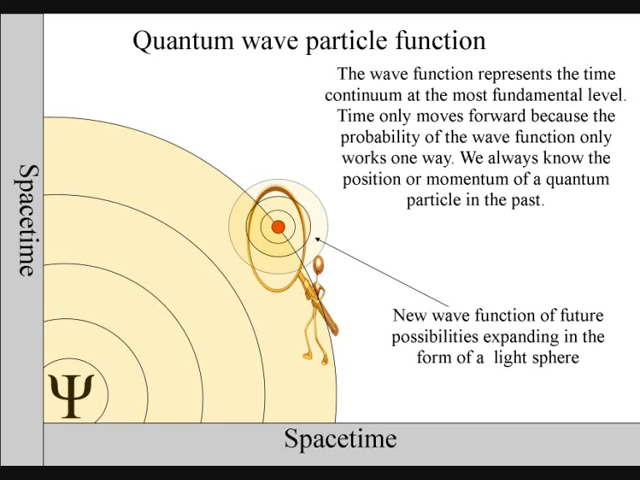 Quantum wave particle function
The wave function represents the time
continuum at the most fundamental level.
Time only moves forward because the
probability of the wave function only
works one way. We always know the
position or momentum of a quantum
particle in the past.
Spacetime
New wave function of future
possibilities expanding in the
form of a light sphere
Ψ
Spacetime